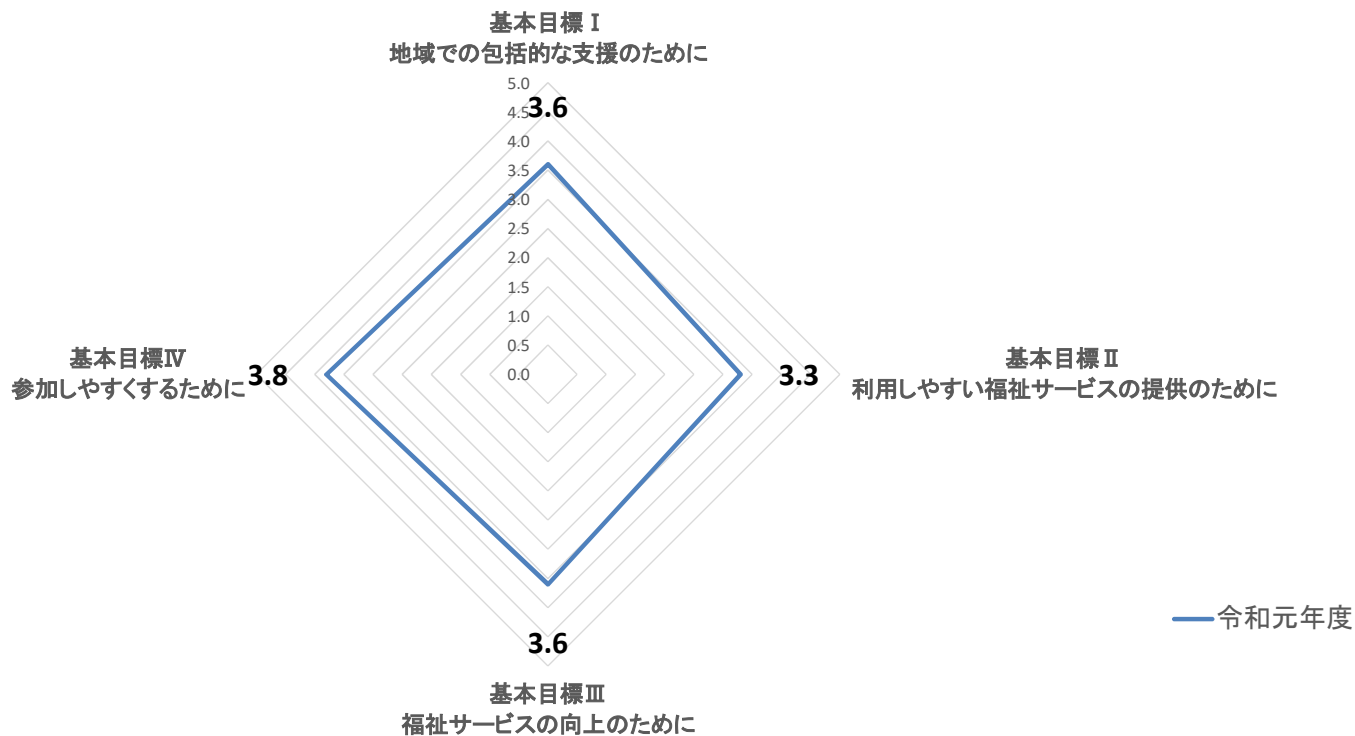 基本目標Ⅰ
地域での包括的な支援のために
5.0
3.6
4.5
4.0
3.5
3.0
2.5
2.0
1.5
1.0
0.5
0.0
基本目標Ⅳ
参加しやすくするために
3.8
3.3
基本目標Ⅱ
利用しやすい福祉サービスの提供のために
令和元年度
3.6
基本目標Ⅲ
福祉サービスの向上のために